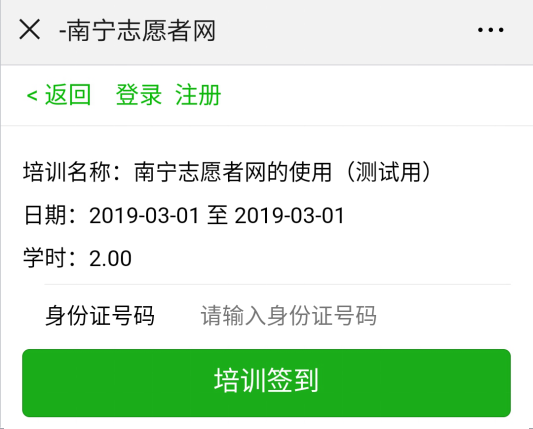 -南宁志愿者网
< 返回 登录 注册
培训名称：南宁志愿者网的使用（测试用）
日期：2019-03-01 至 2019-03-01
学时：2.00
身份证号码 请输入身份证号码
培训签到